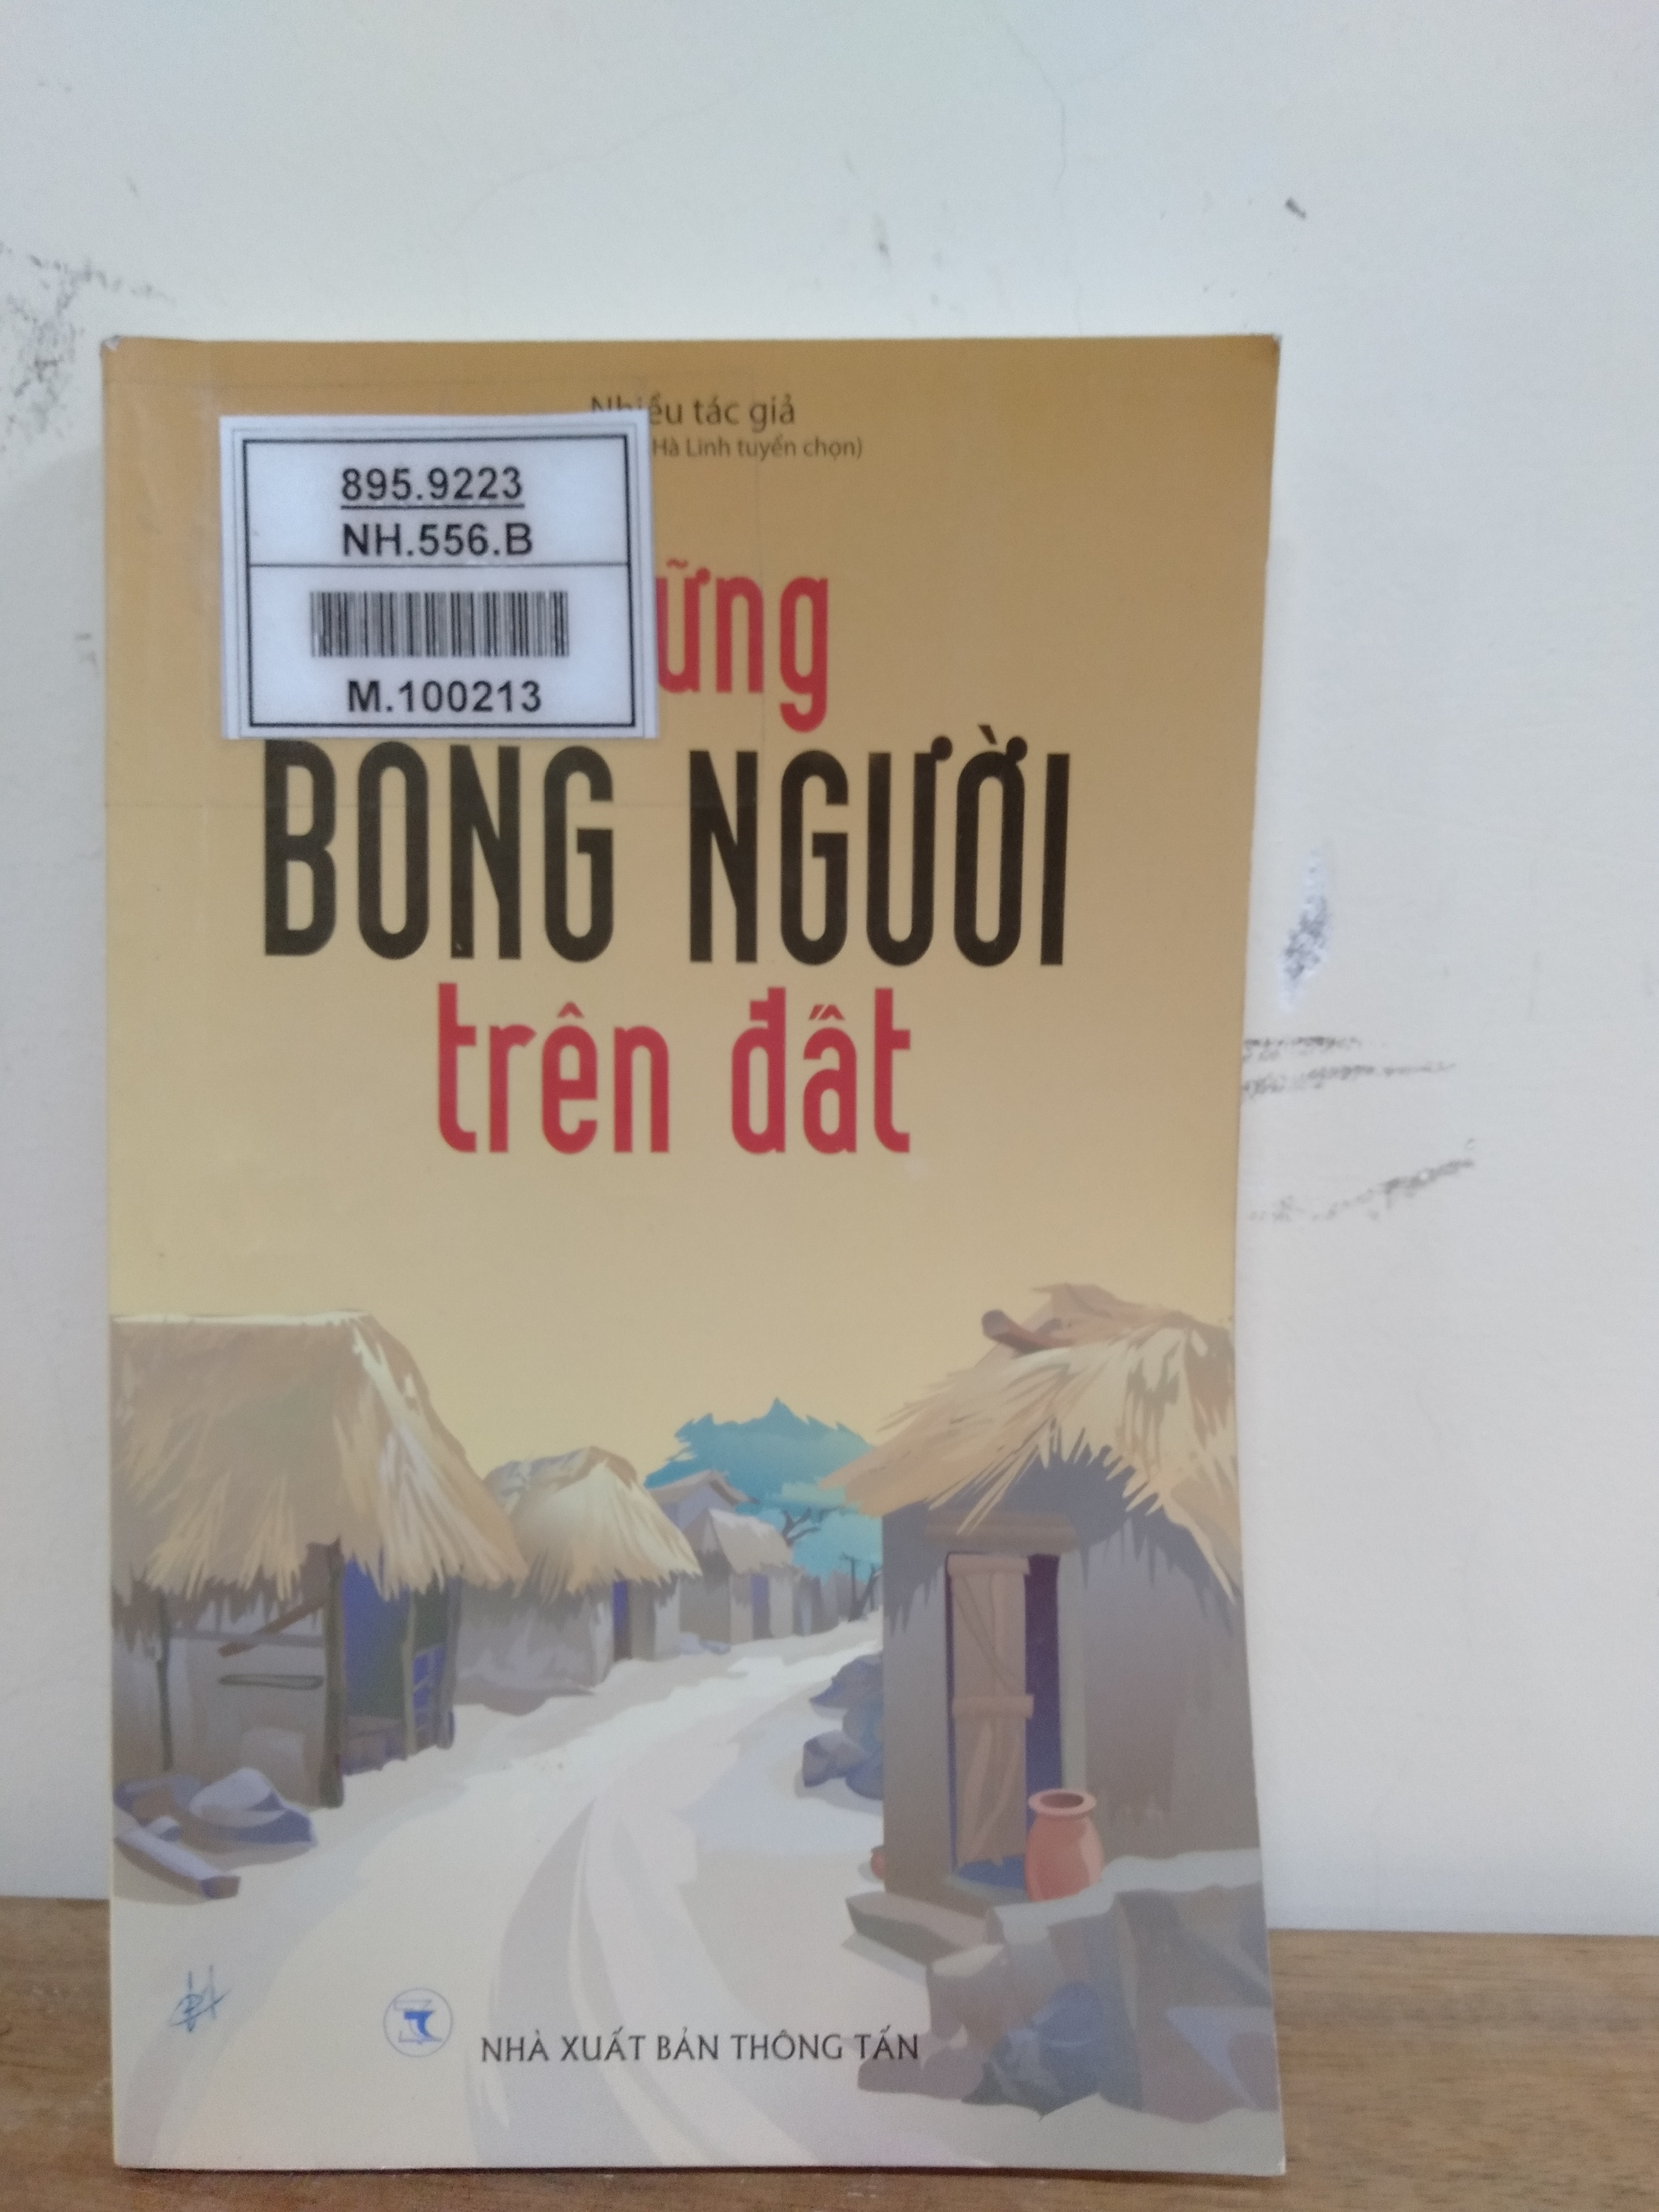 Nhiều tác giả
Hà Linh tuyển chọn)
895.9223
NH.556.B
M.100213
ững
BONG NGƯỜI
trên đất
NHÀ XUẤT BẢN THÔNG TẤN